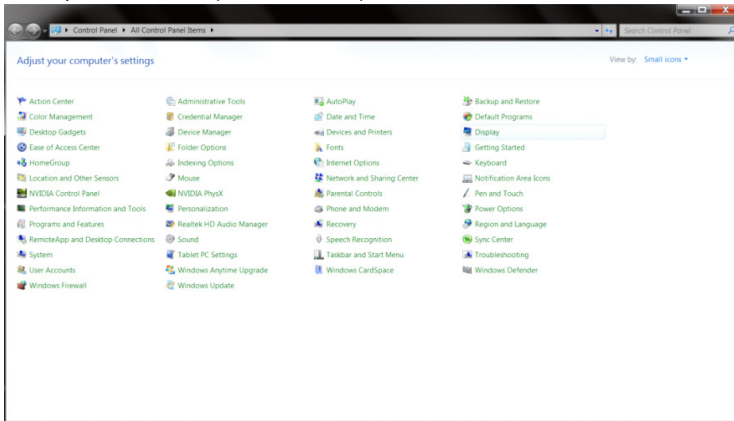 Control Panel ▸ All Control Panel Items ▸
Search Control Panel
Adjust your computer's settings
View by: Small icons
Action Center Administrative Tools AutoPlay Backup and Restore
Color Management Credential Manager Date and Time Default Programs
Desktop Gadgets Device Manager Devices and Printers Display
Ease of Access Center Folder Options Fonts Getting Started
HomeGroup Indexing Options Internet Options Keyboard
Location and Other Sensors Mouse Network and Sharing Center Notification Area Icons
NVIDIA Control Panel NVIDIA PhysX Parental Controls Pen and Touch
Performance Information and Tools Personalization Phone and Modem Power Options
Programs and Features Realtek HD Audio Manager Recovery Region and Language
RemoteApp and Desktop Connections Sound Speech Recognition Sync Center
System Tablet PC Settings Taskbar and Start Menu Troubleshooting
User Accounts Windows Anytime Upgrade Windows CardSpace Windows Defender
Windows Firewall Windows Update